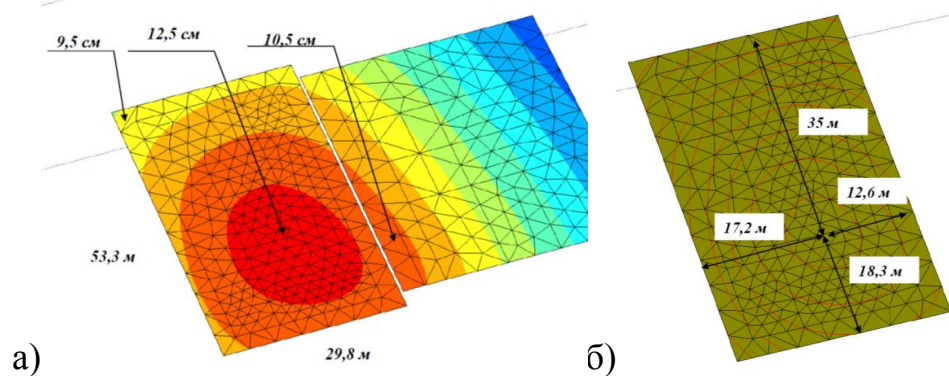 9,5 см
12,5 см
10,5 см
53,3 м
29,8 м
а)
35 м
12,6 м
17,2 м
18,3 м
б)